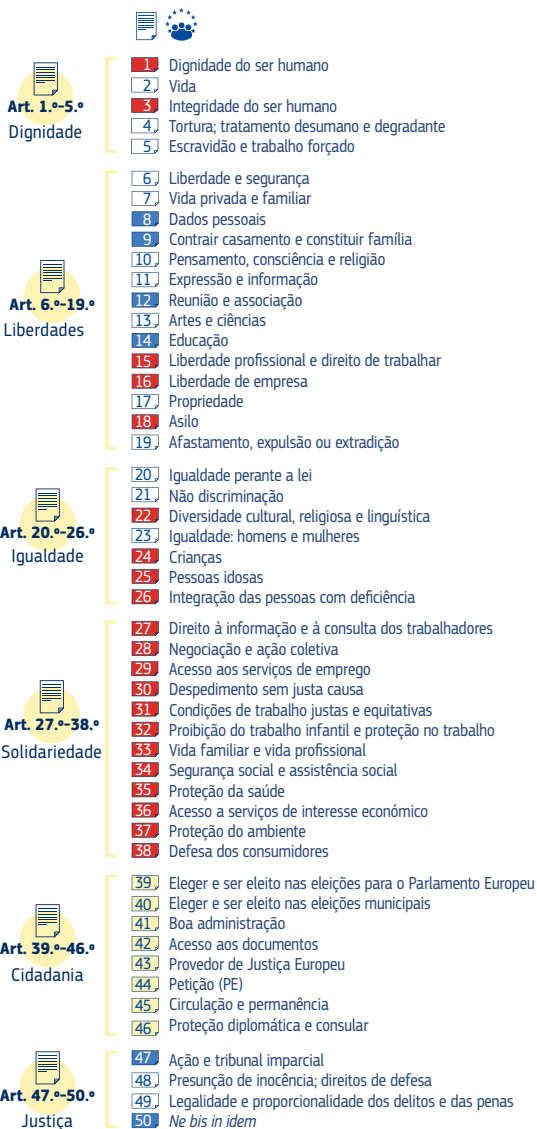 Art. 1.º-5.º
Dignidade
1 Dignidade do ser humano
2 Vida
3 Integridade do ser humano
4 Tortura; tratamento desumano e degradante
5 Escravidão e trabalho forçado
Art. 6.º-19.º
Liberdades
6 Liberdade e segurança
7 Vida privada e familiar
8 Dados pessoais
9 Contrair casamento e constituir família
10 Pensamento, consciência e religião
11 Expressão e informação
12 Reunião e associação
13 Artes e ciências
14 Educação
15 Liberdade profissional e direito de trabalhar
16 Liberdade de empresa
17 Propriedade
18 Asilo
19 Afastamento, expulsão ou extradição
Art. 20.º-26.º
Igualdade
20 Igualdade perante a lei
21 Não discriminação
22 Diversidade cultural, religiosa e linguística
23 Igualdade: homens e mulheres
24 Crianças
25 Pessoas idosas
26 Integração das pessoas com deficiência
Art. 27.º-38.º
Solidariedade
27 Direito à informação e à consulta dos trabalhadores
28 Negociação e ação coletiva
29 Acesso aos serviços de emprego
30 Despedimento sem justa causa
31 Condições de trabalho justas e equitativas
32 Proibição do trabalho infantil e proteção no trabalho
33 Vida familiar e vida profissional
34 Segurança social e assistência social
35 Proteção da saúde
36 Acesso a serviços de interesse económico
37 Proteção do ambiente
38 Defesa dos consumidores
Art. 39.º-46.º
Cidadania
39 Eleger e ser eleito nas eleições para o Parlamento Europeu
40 Eleger e ser eleito nas eleições municipais
41 Boa administração
42 Acesso aos documentos
43 Provedor de Justiça Europeu
44 Petição (PE)
45 Circulação e permanência
46 Proteção diplomática e consular
Art. 47.º-50.º
Justiça
47 Ação e tribunal imparcial
48 Presunção de inocência; direitos de defesa
49 Legalidade e proporcionalidade dos delitos e das penas
50 Ne bis in idem